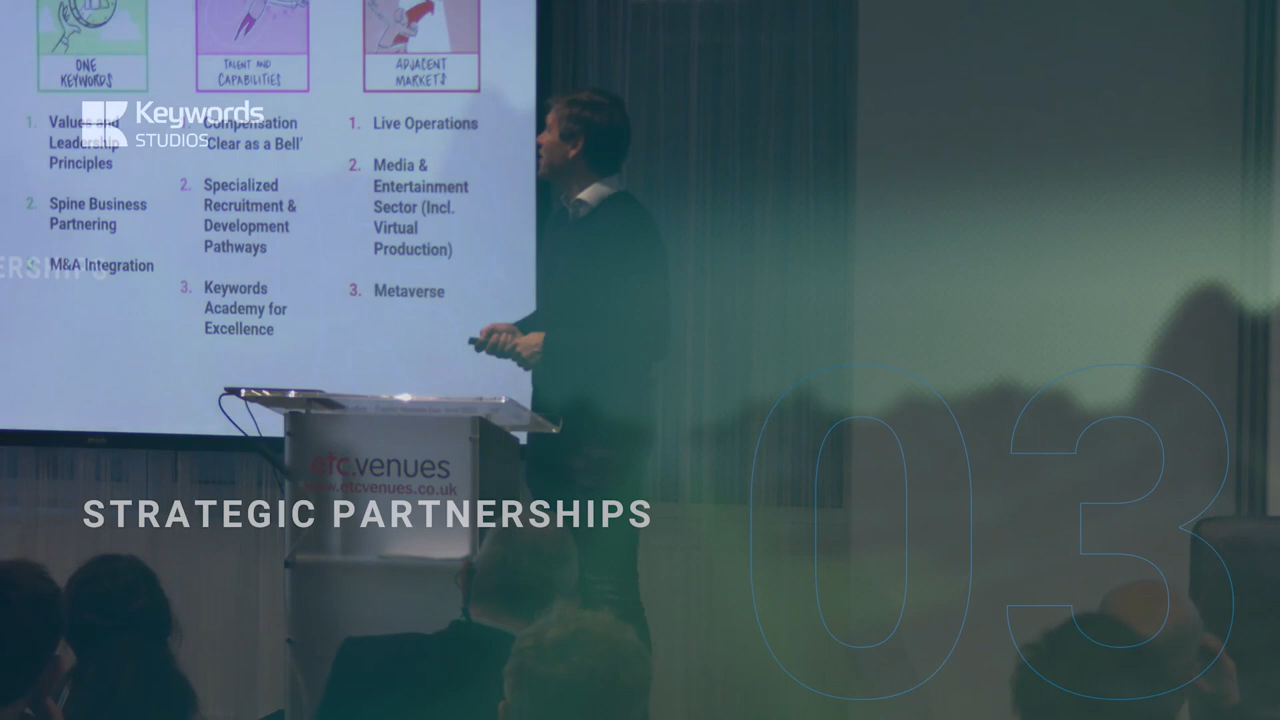 ONE
KEYWORDS
TALENT AND
CAPABILITIES
ADJACENT
MARKETS
Keywords
STUDIOS
1. Values and
Leadership
Principles
2. Spine Business
Partnering
M&A Integration
Compensation
'Clear as a Bell'
2. Specialized
Recruitment &
Development
Pathways
3. Keywords
Academy for
Excellence
1. Live Operations
2. Media &
Entertainment
Sector (Incl.
Virtual
Production)
3. Metaverse
etc.venues
www.etcvenues.co.uk
STRATEGIC PARTNERSHIPS
03